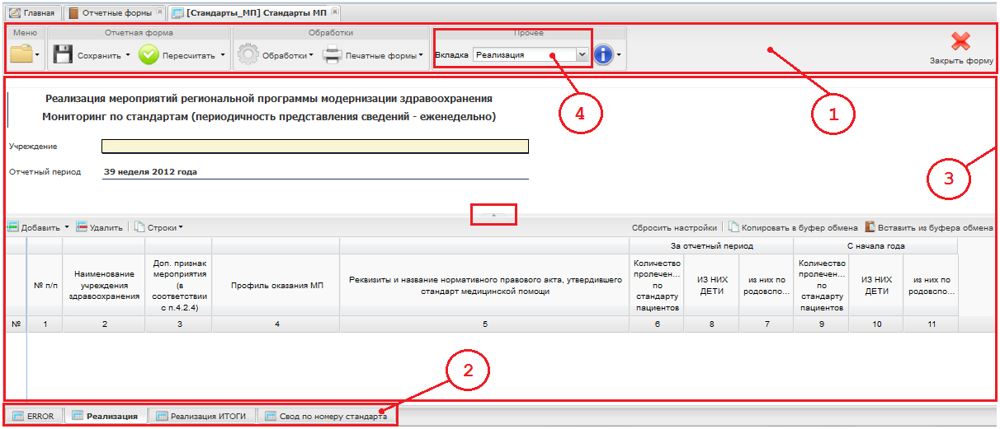 Главная Отчетные формы [Стандарты_МП] Стандарты МП
Меню Отчетная форма Обработки Прочее
Сохранить Пересчитать Обработки Печатные формы Вкладка Реализация Закрыть форму
Реализация мероприятий региональной программы модернизации здравоохранения
Мониторинг по стандартам (периодичность представления сведений - еженедельно)
4
1
Учреждение
Отчетный период 39 неделя 2012 года
3
Добавить Удалить Строки Сбросить настройки Копировать в буфер обмена Вставить из буфера обмена
За отчетный период С начала года
№ п/п
Наименование
учреждения
здравоохранения
Доп. признак
мероприятия
(в
соответствии
с п.4.2.4)
Профиль оказания МП
Реквизиты и название нормативного правового акта, утвердившего
стандарт медицинской помощи
Количество
пролечен...
по
стандарту
пациентов
ИЗ НИХ
ДЕТИ
из них по
родовспо...
Количество
пролечен...
по
стандарту
пациентов
ИЗ НИХ
ДЕТИ
из них по
родовспо...
№ 1 2 3 4 5 6 8 7 9 10 11
2
ERROR Реализация Реализация ИТОГИ Свод по номеру стандарта